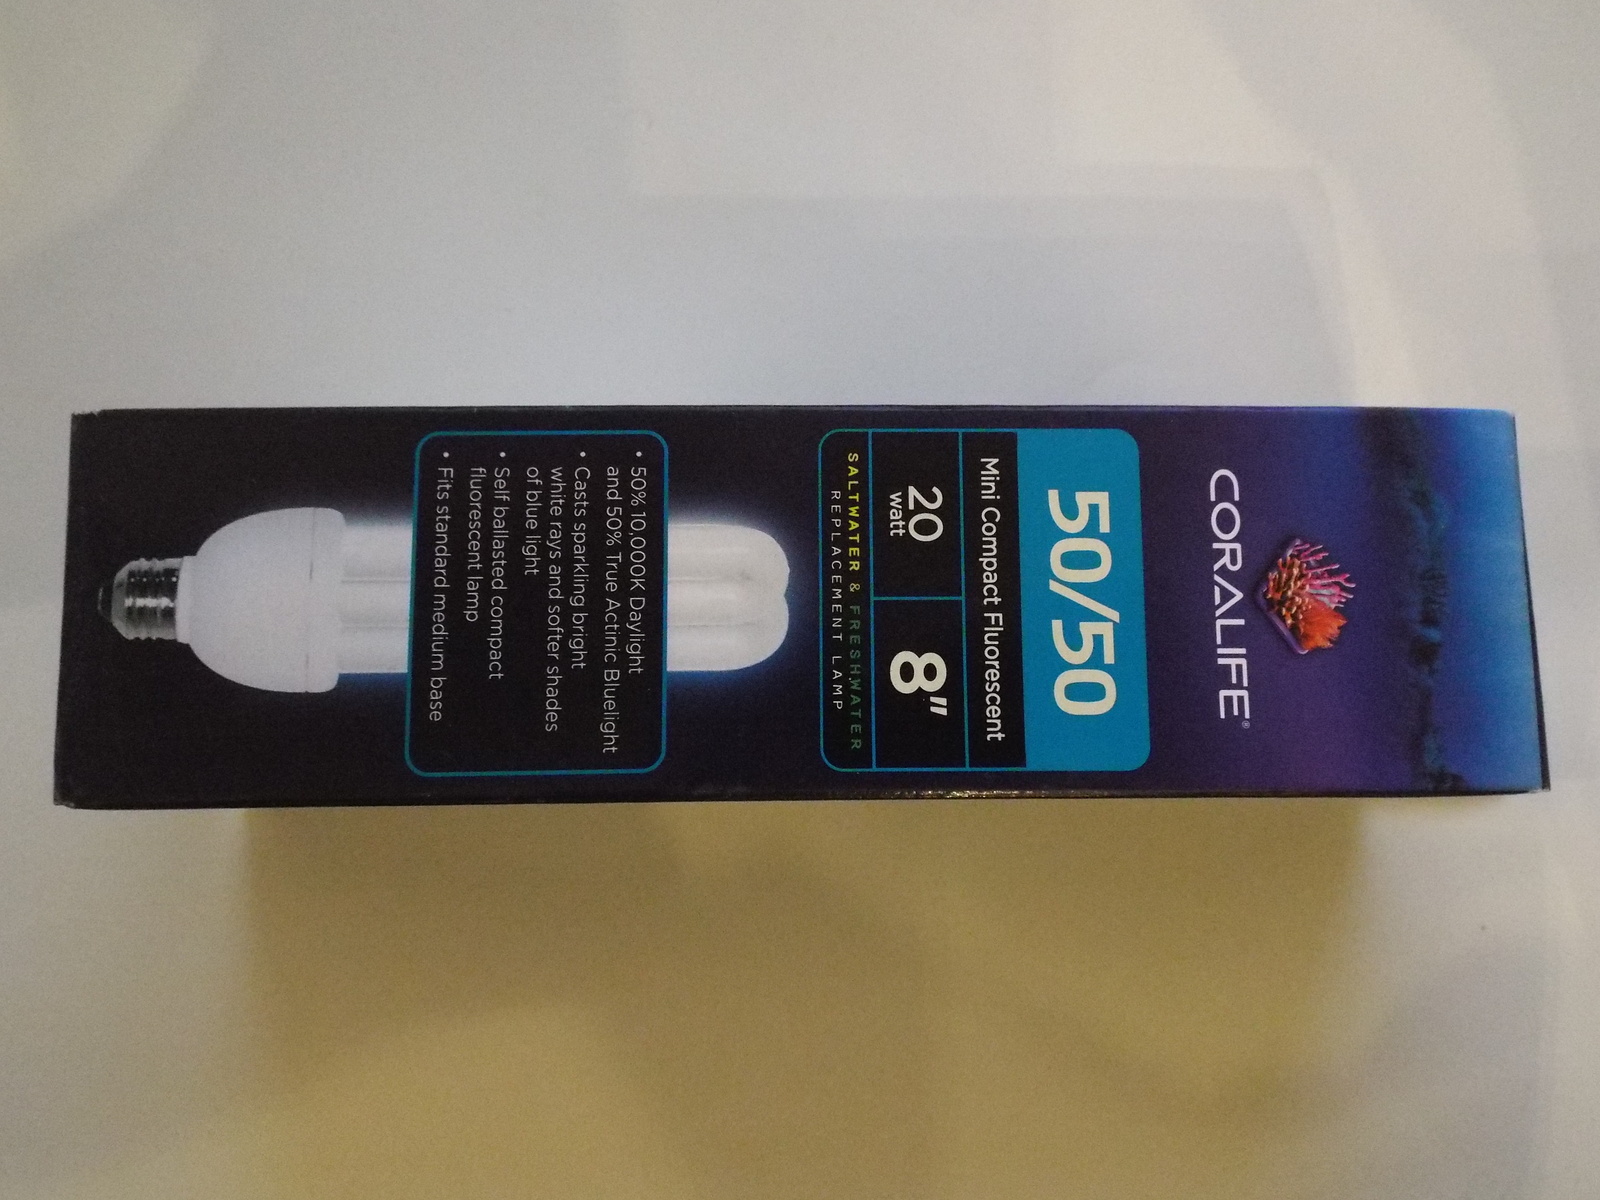 CORALIFE®
50/50
Mini Compact Fluorescent
20
watt
8"
SALTWATER & FRESHWATER
REPLACEMENT LAMP
• 50% 10,000K Daylight
and 50% True Actinic Bluelight
• Casts sparkling bright
white rays and softer shades
of blue light
• Self ballasted compact
fluorescent lamp
• Fits standard medium base